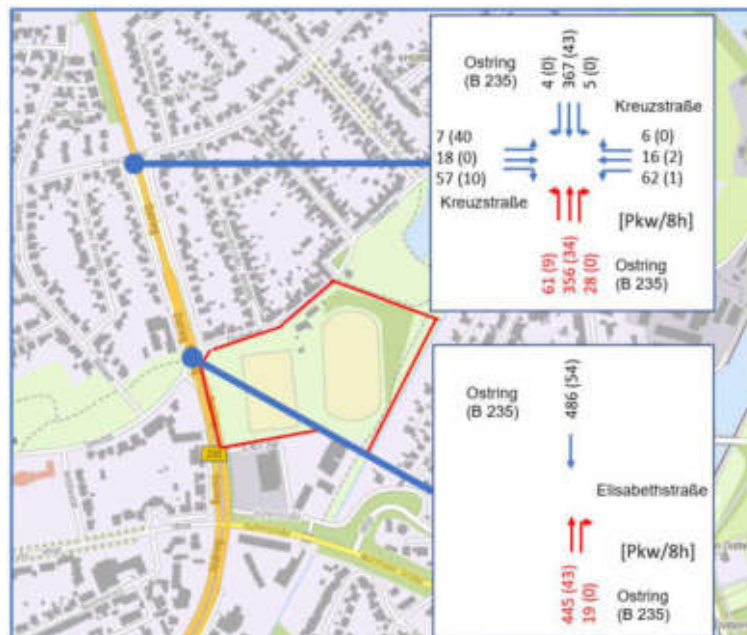 Ostring
(B 235)
4 (0)
367 (43)
5 (0)
Kreuzstraße
7 (40
18 (0)
57 (10)
6 (0)
16 (2)
62 (1)
Kreuzstraße
[Pkw/8h]
61 (9)
356 (34)
28 (0)
Ostring
(B 235)
Ostring
(B 235)
486 (54)
Elisabethstraße
[Pkw/8h]
445 (43)
19 (0)
Ostring
(B 235)
235